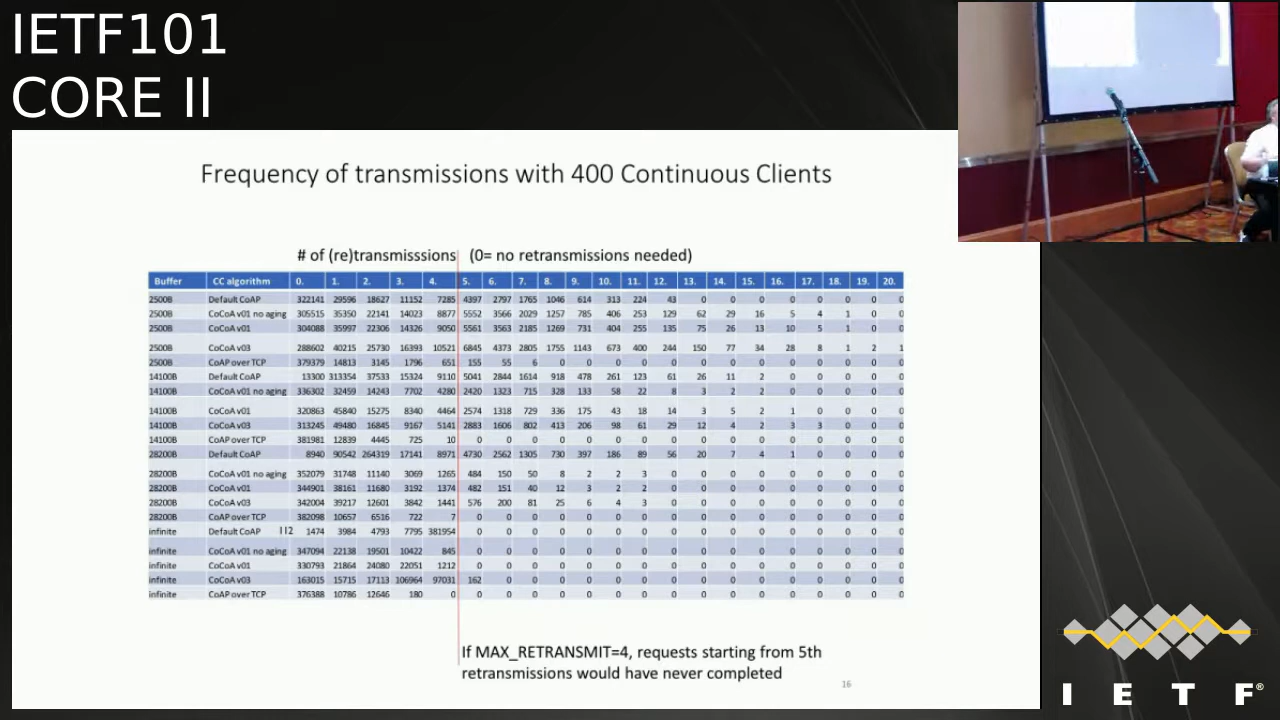 IETF101
CORE II
Frequency of transmissions with 400 Continuous Clients
# of (re)transmisssions (0= no retransmissions needed)
Buffer CC algorithm 0. 1. 2. 3. 4. 5. 6. 7. 8. 9. 10. 11. 12. 13. 14. 15. 16. 17. 18. 19. 20.
2500B Default CoAP 322141 29596 18627 11152 7285 4397 2797 1765 1046 614 313 224 43 0 0 0 0 0 0 0 0
2500B CoCoA v01 no aging 305515 35350 22141 14023 8877 5552 3566 2029 1257 785 406 253 129 62 29 16 5 4 1 0 0
2500B CoCoA v01 304088 35997 22306 14326 9050 5561 3563 2185 1269 731 404 255 135 75 26 13 10 5 1 0 0
2500B CoCoA v03 288602 40215 25730 16393 10521 6845 4373 2805 1755 1143 673 400 244 150 77 34 28 8 1 2 1
2500B CoAP over TCP 379379 14813 3145 1796 651 155 55 6 0 0 0 0 0 0 0 0 0 0 0 0 0
14100B Default CoAP 13300 313354 37533 15324 9110 5041 2844 1614 918 478 261 123 61 26 11 2 0 0 0 0 0
14100B CoCoA v01 no aging 336302 32459 14243 7702 4280 2420 1323 715 328 133 58 22 8 3 2 2 0 0 0 0 0
14100B CoCoA v01 320863 45840 15275 8340 4464 2574 1318 729 336 175 43 18 14 3 5 2 1 0 0 0 0
14100B CoCoA v03 313245 49480 16845 9167 5141 2883 1606 802 413 206 98 61 29 12 4 2 3 3 0 0 0
14100B CoAP over TCP 381981 12839 4445 725 10 0 0 0 0 0 0 0 0 0 0 0 0 0 0 0 0
28200B Default CoAP 8940 90542 264319 17141 8971 4730 2562 1305 730 397 186 89 56 20 7 4 1 0 0 0 0
28200B CoCoA v01 no aging 352079 31748 11140 3069 1265 484 150 50 8 2 2 3 0 0 0 0 0 0 0 0 0
28200B CoCoA v01 344901 38161 11680 3192 1374 482 151 40 12 3 2 2 0 0 0 0 0 0 0 0 0
28200B CoCoA v03 342004 39217 12601 3842 1441 576 200 81 25 6 4 3 0 0 0 0 0 0 0 0 0
28200B CoAP over TCP 382098 10657 6516 722 7 0 0 0 0 0 0 0 0 0 0 0 0 0 0 0 0
infinite Default CoAP 112 1474 3984 4793 7795 381954 0 0 0 0 0 0 0 0 0 0 0 0 0 0 0 0
infinite CoCoA v01 no aging 347094 22138 19501 10422 845 0 0 0 0 0 0 0 0 0 0 0 0 0 0 0 0
infinite CoCoA v01 330793 21864 24080 22051 1212 0 0 0 0 0 0 0 0 0 0 0 0 0 0 0 0
infinite CoCoA v03 163015 15715 17113 106964 97031 162 0 0 0 0 0 0 0 0 0 0 0 0 0 0 0
infinite CoAP over TCP 376388 10786 12646 180 0 0 0 0 0 0 0 0 0 0 0 0 0 0 0 0 0
If MAX_RETRANSMIT=4, requests starting from 5th
retransmissions would have never completed
16
I E T F®